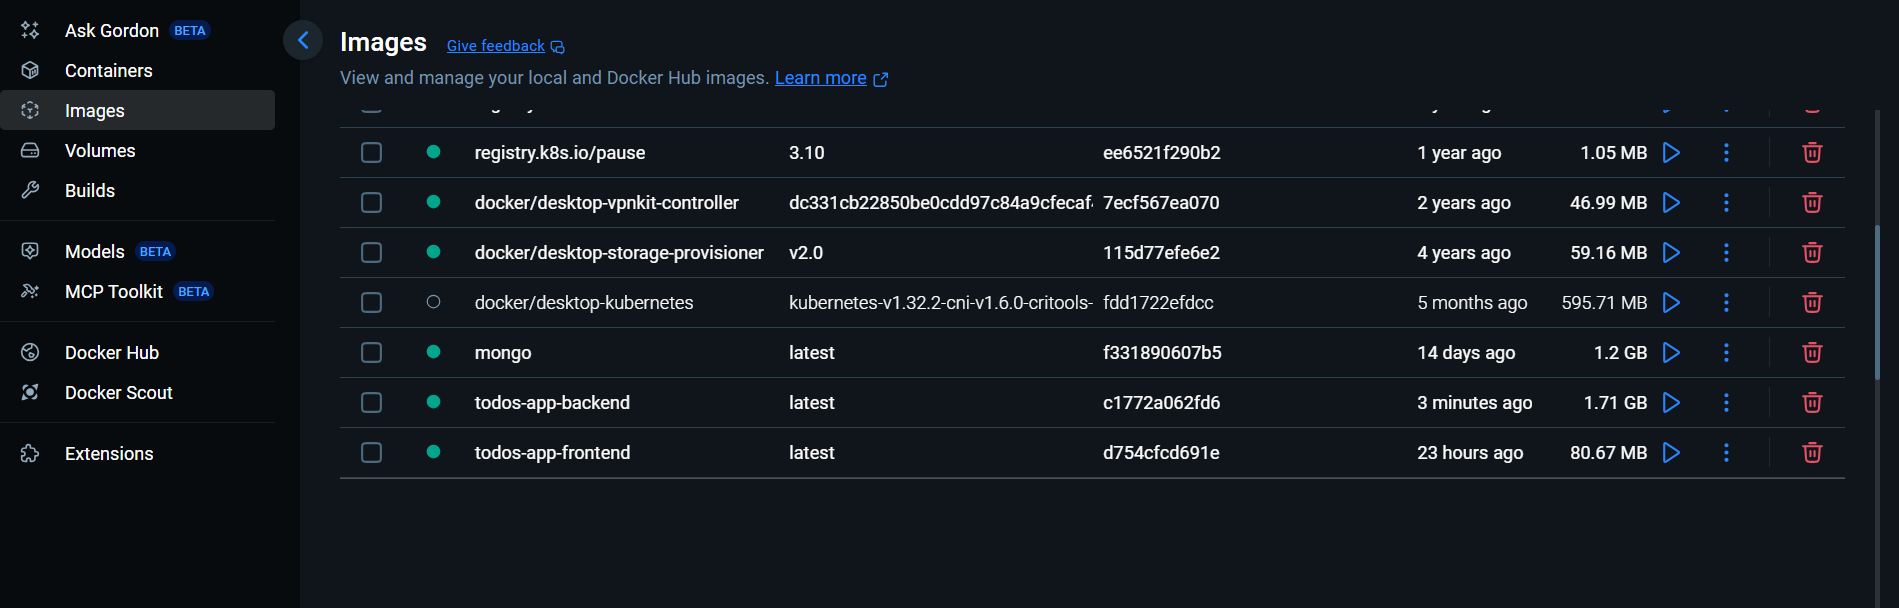 Ask Gordon BETA
Containers
Images
Volumes
Builds
Models BETA
MCP Toolkit BETA
Docker Hub
Docker Scout
Extensions
Images Give feedback
View and manage your local and Docker Hub images. Learn more
registry.k8s.io/pause 3.10 ee6521f290b2 1 year ago 1.05 MB
docker/desktop-vpnkit-controller dc331cb22850be0cdd97c84a9cfecaf 7ecf567ea070 2 years ago 46.99 MB
docker/desktop-storage-provisioner v2.0 115d77efe6e2 4 years ago 59.16 MB
docker/desktop-kubernetes kubernetes-v1.32.2-cni-v1.6.0-critools- fdd1722efdcc 5 months ago 595.71 MB
mongo latest f331890607b5 14 days ago 1.2 GB
todos-app-backend latest c1772a062fd6 3 minutes ago 1.71 GB
todos-app-frontend latest d754cfcd691e 23 hours ago 80.67 MB